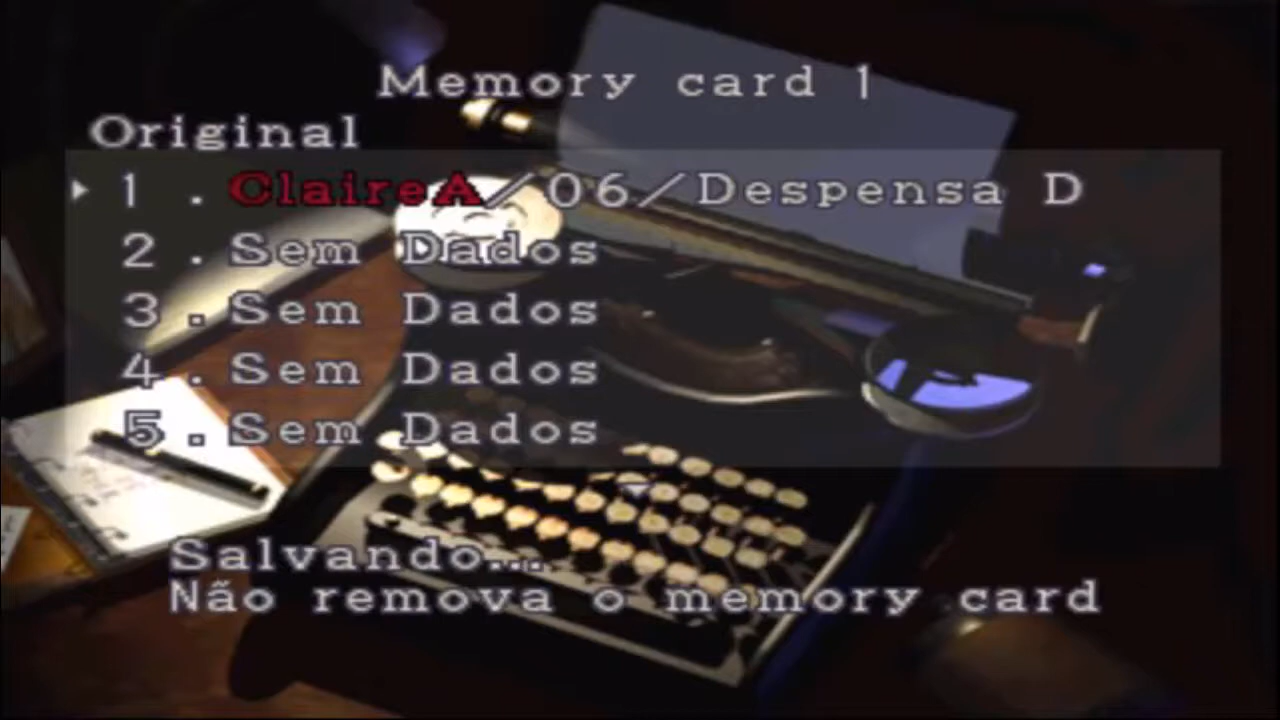 Memory card 1
Original
1 . ClaireA/06/Despensa D
2 . Sem Dados
3 . Sem Dados
4 . Sem Dados
5 . Sem Dados
Salvando...
Não remova o memory card